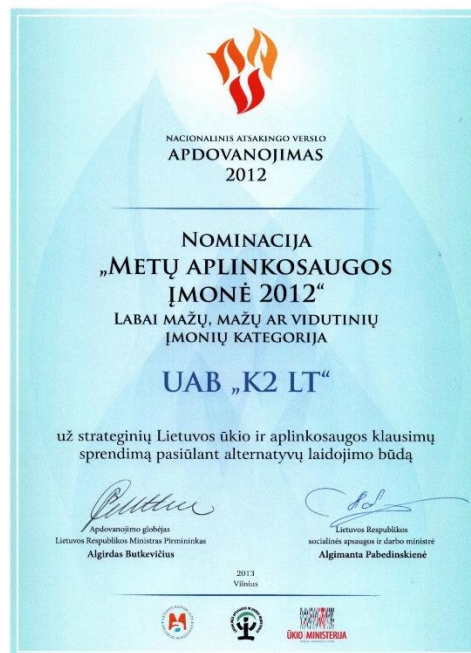 NACIONALINIS ATSAKINGO VERSLO
APDOVANOJIMAS
2012
NOMINACIJA
„METŲ APLINKOSAUGOS
ĮMONĖ 2012“
LABAI MAŽŲ, MAŽŲ AR VIDUTINIŲ
ĮMONIŲ KATEGORIJA
UAB „K2 LT“
už strateginių Lietuvos ūkio ir aplinkosaugos klausimų
sprendimą pasiūlant alternatyvų laidojimo būdą
Apdovanojimo globėjas
Lietuvos Respublikos Ministras Pirmininkas
Algirdas Butkevičius
Lietuvos Respublikos
socialinės apsaugos ir darbo ministrė
Algimanta Pabedinskienė
2013
Vilnius
ŪKIO MINISTERIJA